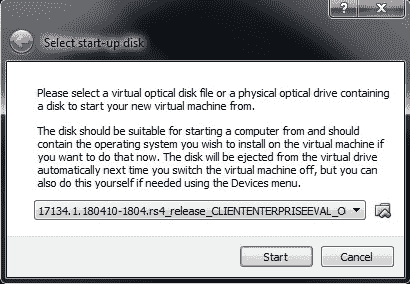 ?
X
Select start-up disk
Please select a virtual optical disk file or a physical optical drive containing
a disk to start your new virtual machine from.
The disk should be suitable for starting a computer from and should
contain the operating system you wish to install on the virtual machine if
you want to do that now. The disk will be ejected from the virtual drive
automatically next time you switch the virtual machine off, but you can
also do this yourself if needed using the Devices menu.
17134.1.180410-1804.rs4_release_CLIENTENTERPRISEEVAL_O
Start
Cancel